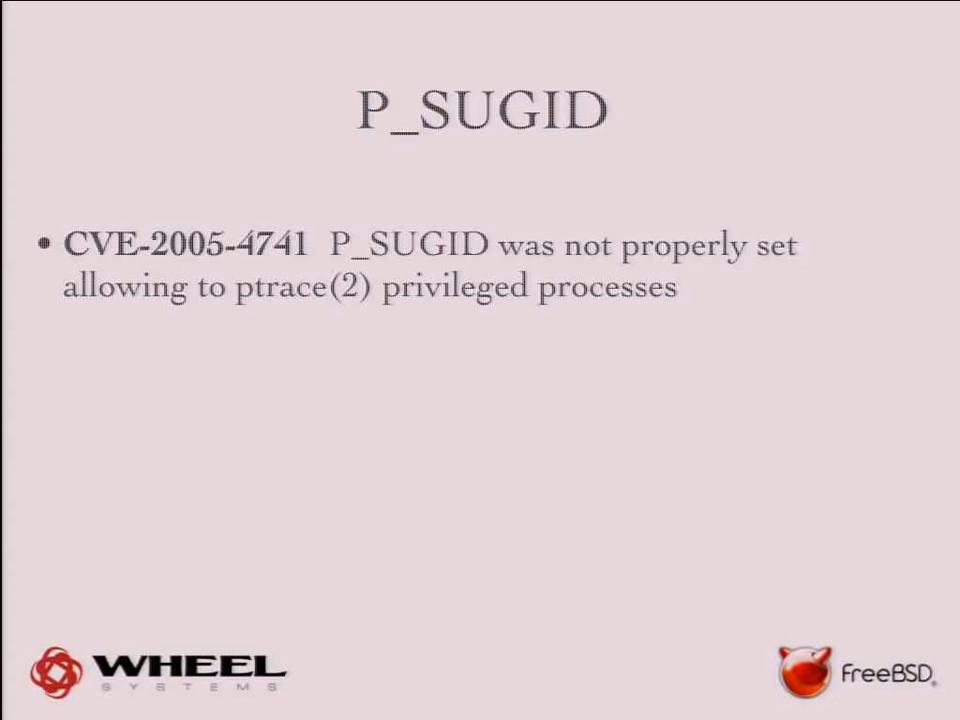 P_SUGID
• CVE-2005-4741 P_SUGID was not properly set
allowing to ptrace(2) privileged processes
WHEEL
SYSTEMS
FreeBSD®